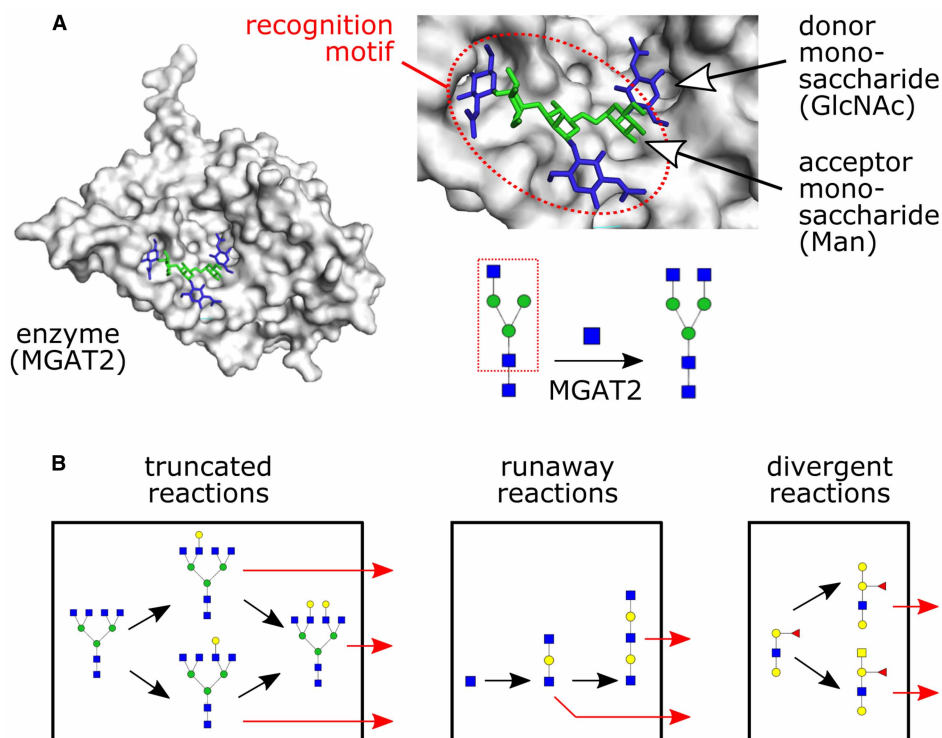 A
recognition
motif
donor
mono-
saccharide
(GlcNAc)
acceptor
mono-
saccharide
(Man)
enzyme
(MGAT2)
MGAT2
B
truncated
reactions
runaway
reactions
divergent
reactions